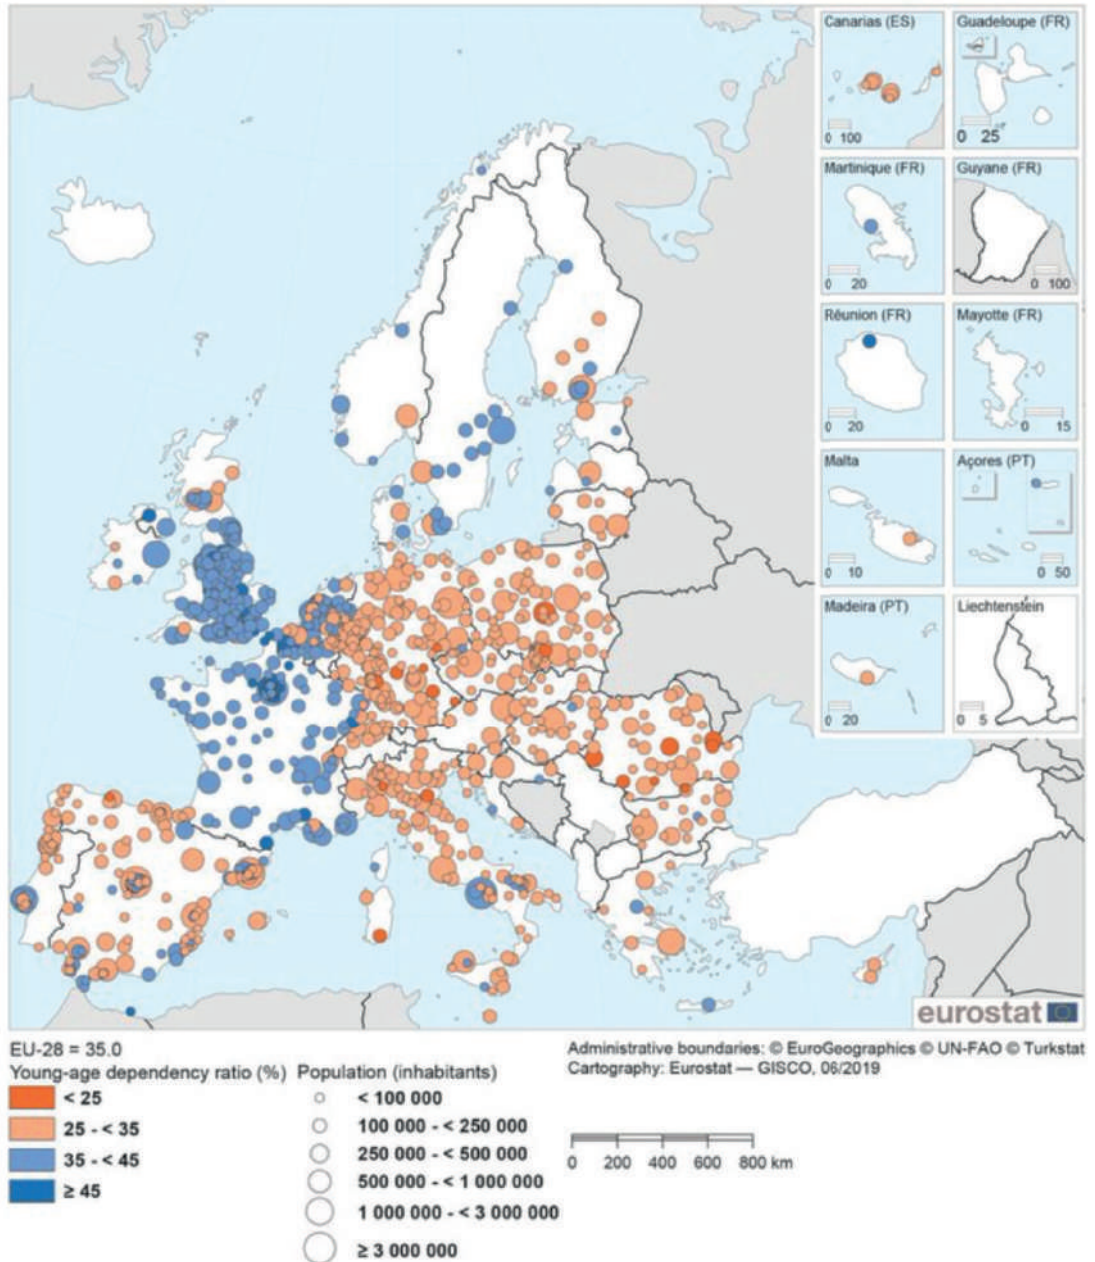 Canarias (ES)
0 100
Guadeloupe (FR)
0 25
Martinique (FR)
0 20
Guyane (FR)
0 100
Réunion (FR)
0 20
Mayotte (FR)
0 15
Malta
0 10
Açores (PT)
0 50
Madeira (PT)
0 20
Liechtenstein
0 5
eurostat
EU-28 = 35.0
Young-age dependency ratio (%)
< 25
25 - < 35
35 - < 45
≥ 45
Population (inhabitants)
< 100 000
100 000 - < 250 000
250 000 - < 500 000
500 000 - < 1 000 000
1 000 000 - < 3 000 000
≥ 3 000 000
Administrative boundaries: © EuroGeographics © UN-FAO © Turkstat
Cartography: Eurostat — GISCO, 06/2019
0 200 400 600 800 km